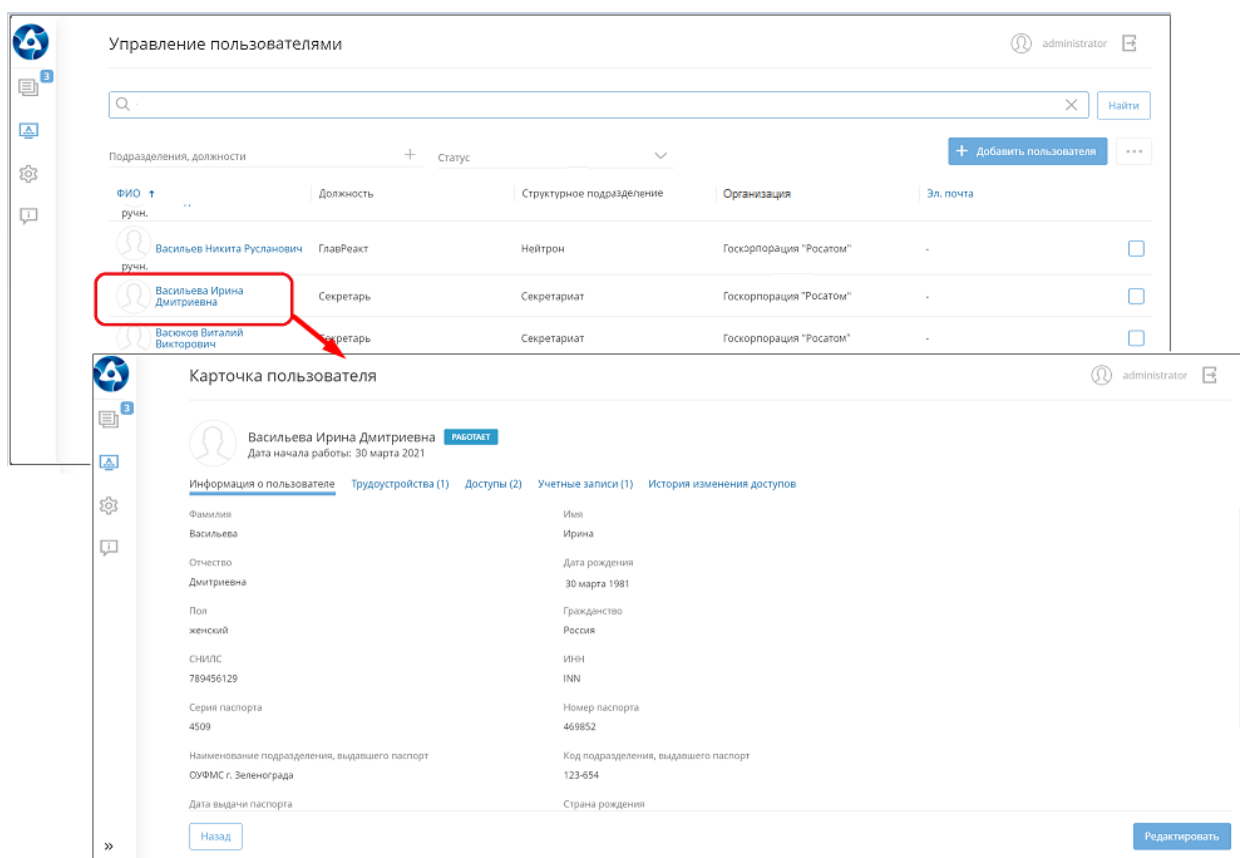 Управление пользователями
administrator
3
Найти
Подразделения, должности +
Статус
+ Добавить пользователя
ФИО ↑ Должность Структурное подразделение Организация Эл. почта
ручн.
Васильев Никита Русланович ГлавРеакт Нейтрон Госкорпорация "Росатом" -
ручн.
Васильева Ирина
Дмитриевна
Секретарь Секретариат Госкорпорация "Росатом" -
Васюков Виталий
Викторович
Секретарь Секретариат Госкорпорация "Росатом" -
Карточка пользователя
administrator
3
Васильева Ирина Дмитриевна РАБОТАЕТ
Дата начала работы: 30 марта 2021
Информация о пользователе Трудоустройства (1) Доступы (2) Учетные записи (1) История изменения доступов
Фамилия Имя
Васильева Ирина
Отчество Дата рождения
Дмитриевна 30 марта 1981
Пол Гражданство
женский Россия
СНИЛС ИНН
789456129 INN
Серия паспорта Номер паспорта
4509 469852
Наименование подразделения, выдавшего паспорт Код подразделения, выдавшего паспорт
ОУФМС г. Зеленограда 123-654
Дата выдачи паспорта Страна рождения
Назад Редактировать
»